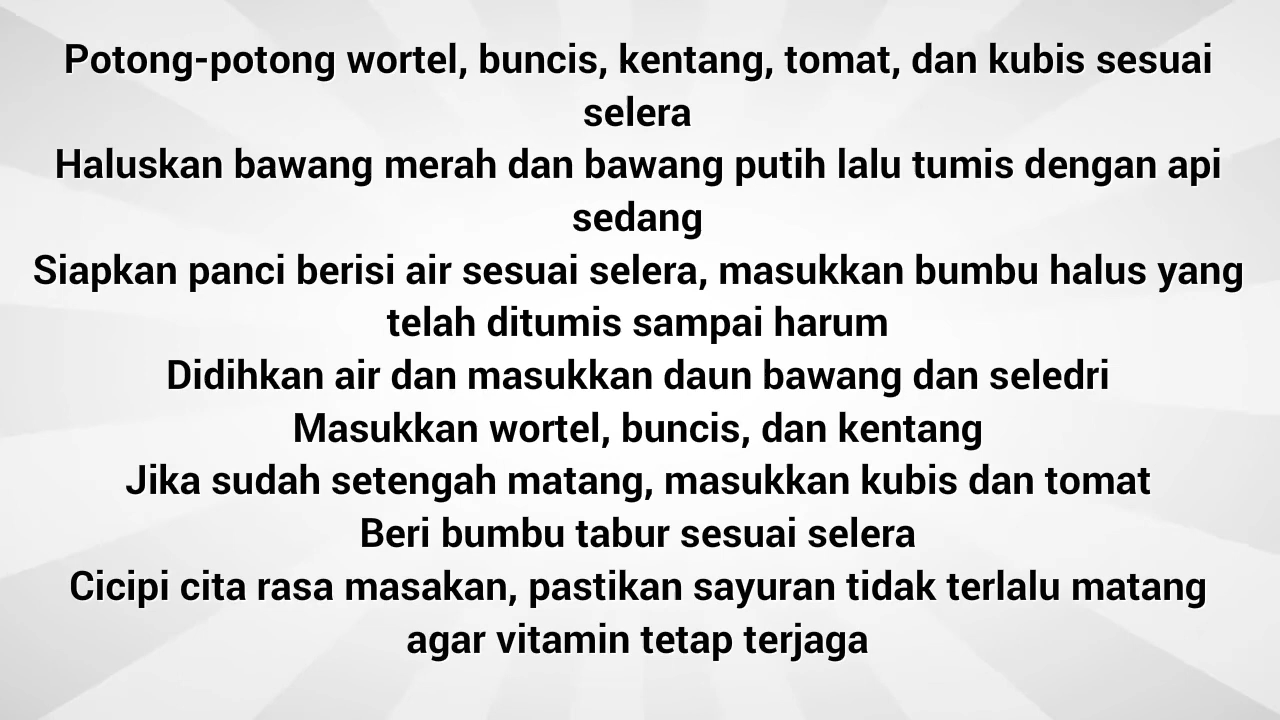 Potong-potong wortel, buncis, kentang, tomat, dan kubis sesuai
selera
Haluskan bawang merah dan bawang putih lalu tumis dengan api
sedang
Siapkan panci berisi air sesuai selera, masukkan bumbu halus yang
telah ditumis sampai harum
Didihkan air dan masukkan daun bawang dan seledri
Masukkan wortel, buncis, dan kentang
Jika sudah setengah matang, masukkan kubis dan tomat
Beri bumbu tabur sesuai selera
Cicipi cita rasa masakan, pastikan sayuran tidak terlalu matang
agar vitamin tetap terjaga